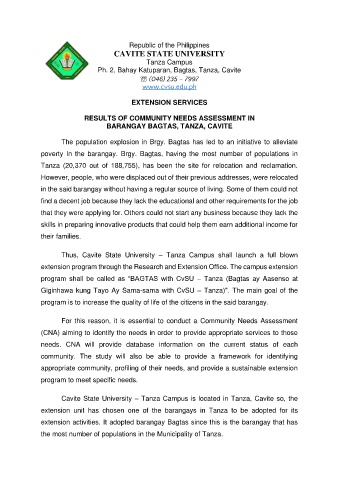 Republic of the Philippines
CAVITE STATE UNIVERSITY
Tanza Campus
Ph. 2, Bahay Katuparan, Bagtas, Tanza, Cavite
☏ (046) 235 – 7997
www.cvsu.edu.ph
EXTENSION SERVICES
RESULTS OF COMMUNITY NEEDS ASSESSMENT IN
BARANGAY BAGTAS, TANZA, CAVITE
The population explosion in Brgy. Bagtas has led to an initiative to alleviate
poverty in the barangay. Brgy. Bagtas, having the most number of populations in
Tanza (20,370 out of 188,755), has been the site for relocation and reclamation.
However, people, who were displaced out of their previous addresses, were relocated
in the said barangay without having a regular source of living. Some of them could not
find a decent job because they lack the educational and other requirements for the job
that they were applying for. Others could not start any business because they lack the
skills in preparing innovative products that could help them earn additional income for
their families.
Thus, Cavite State University – Tanza Campus shall launch a full blown
extension program through the Research and Extension Office. The campus extension
program shall be called as "BAGTAS with CvSU – Tanza (Bagtas ay Aasenso at
Giginhawa kung Tayo Ay Sama-sama with CvSU – Tanza)". The main goal of the
program is to increase the quality of life of the citizens in the said barangay.
For this reason, it is essential to conduct a Community Needs Assessment
(CNA) aiming to identify the needs in order to provide appropriate services to those
needs. CNA will provide database information on the current status of each
community. The study will also be able to provide a framework for identifying
appropriate community, profiling of their needs, and provide a sustainable extension
program to meet specific needs.
Cavite State University – Tanza Campus is located in Tanza, Cavite so, the
extension unit has chosen one of the barangays in Tanza to be adopted for its
extension activities. It adopted barangay Bagtas since this is the barangay that has
the most number of populations in the Municipality of Tanza.